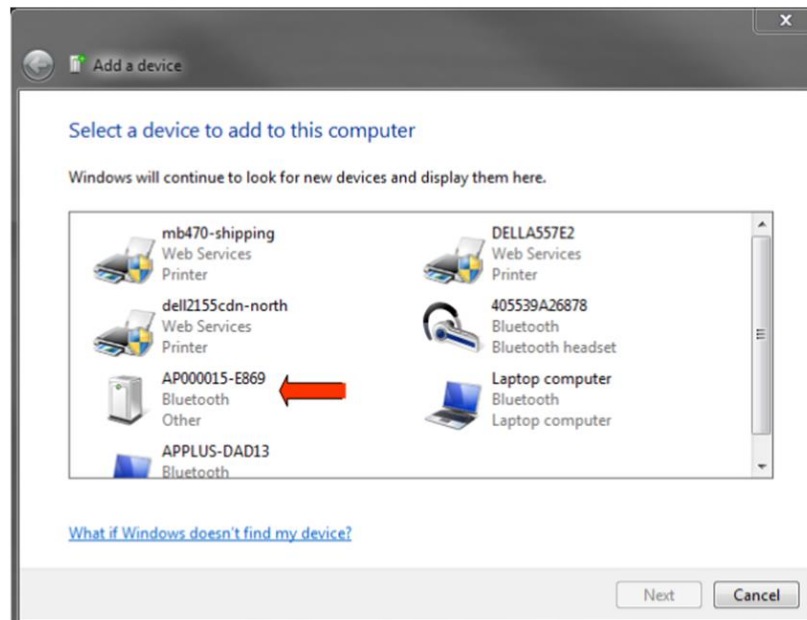 Add a device
Select a device to add to this computer
Windows will continue to look for new devices and display them here.
mb470-shipping
Web Services
Printer
DELLA557E2
Web Services
Printer
dell2155cdn-north
Web Services
Printer
405539A26878
Bluetooth
Bluetooth headset
AP000015-E869
Bluetooth
Other
Laptop computer
Bluetooth
Laptop computer
APPLUS-DAD13
Bluetooth
What if Windows doesn't find my device?
Next
Cancel